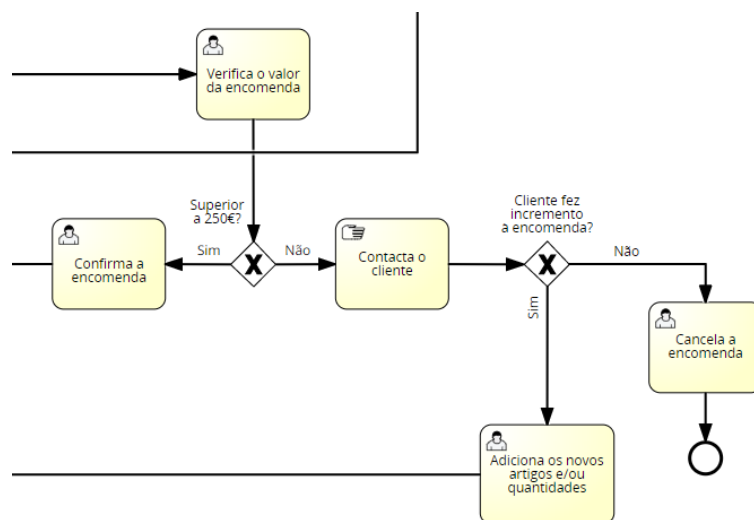 Verifica o valor
da encomenda
Superior
a 250€?
Sim
Não
Confirma a
encomenda
Contacta o
cliente
Cliente fez
incremento
à encomenda?
Não
Sim
Cancela a
encomenda
Adiciona os novos
artigos e/ou
quantidades